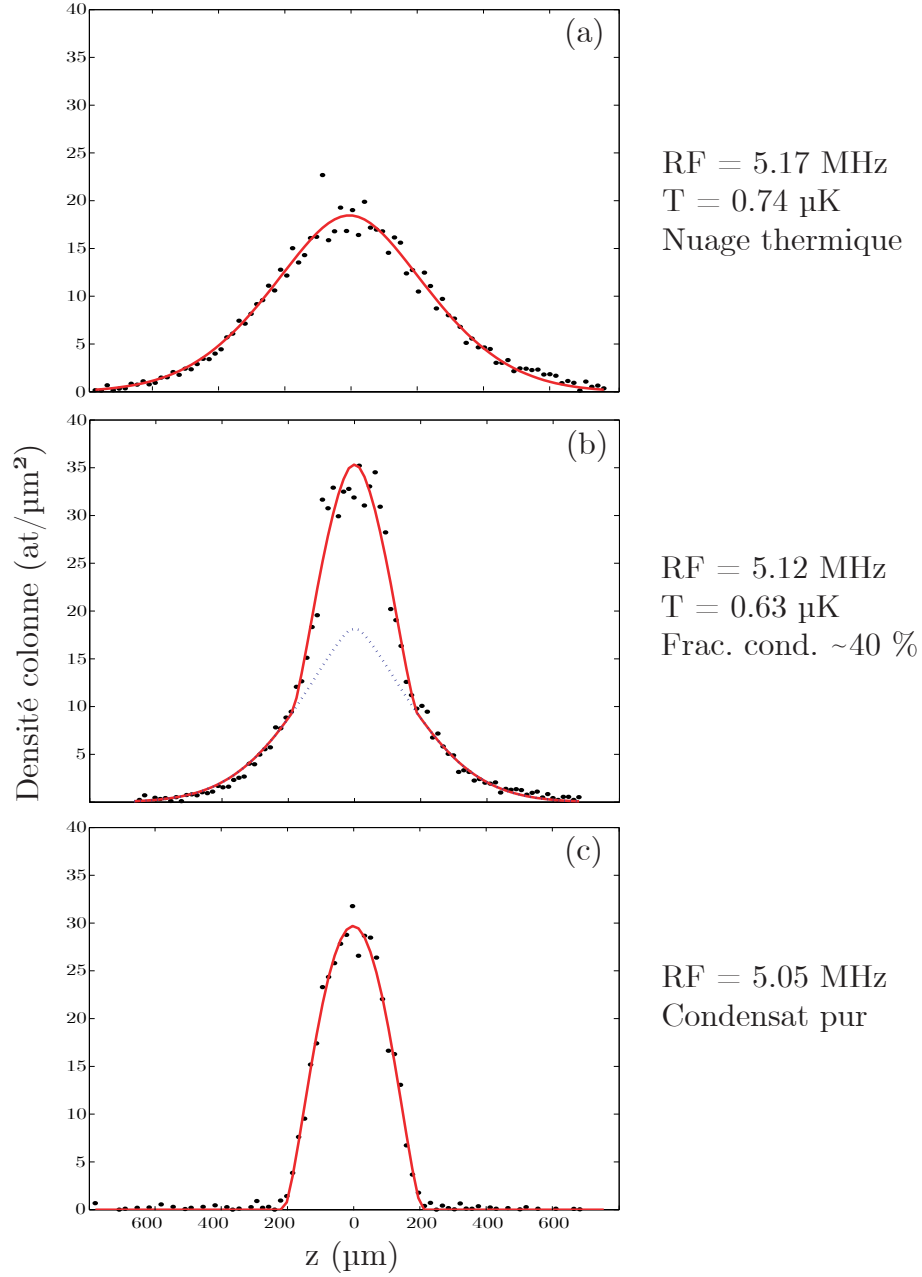 (a)
40
35
30
25
20
15
10
5
0
RF = 5.17 MHz
T = 0.74 µK
Nuage thermique
(b)
40
35
30
25
20
15
10
5
RF = 5.12 MHz
T = 0.63 µK
Frac. cond. ~40 %
Densité colonne (at/µm²)
(c)
40
35
30
25
20
15
10
5
0
RF = 5.05 MHz
Condensat pur
600 400 200 0 200 400 600
z (µm)